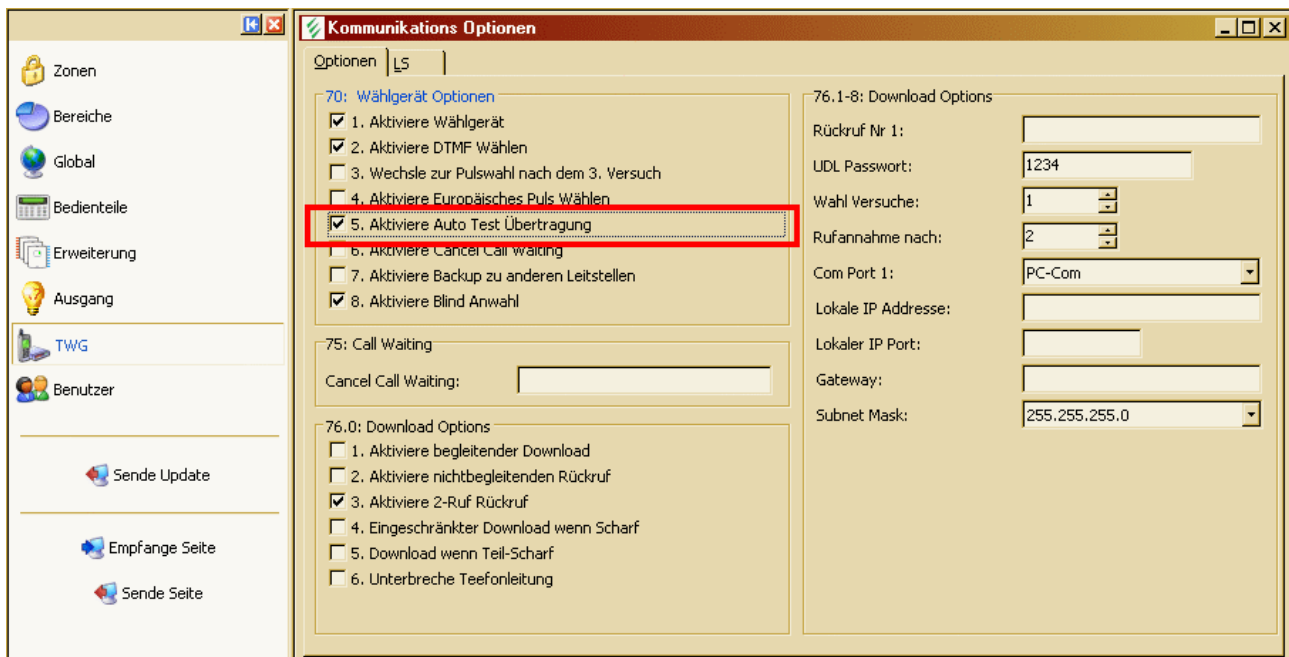 Kommunikations Optionen
Zonen
Bereiche
Global
Bedienteile
Erweiterung
Ausgang
TWG
Benutzer
Sende Update
Empfange Seite
Sende Seite
Optionen
LS
70: Wählgerät Optionen
1. Aktiviere Wählgerät
2. Aktiviere DTMF Wählen
3. Wechsle zur Pulswahl nach dem 3. Versuch
4. Aktiviere Europäisches Puls Wählen
5. Aktiviere Auto Test Übertragung
6. Aktiviere Cancel Call Waiting
7. Aktiviere Backup zu anderen Leitstellen
8. Aktiviere Blind Anwahl
75: Call Waiting
Cancel Call Waiting:
76.0: Download Options
1. Aktiviere begleitender Download
2. Aktiviere nichtbegleitenden Rückruf
3. Aktiviere 2-Ruf Rückruf
4. Eingeschränkter Download wenn Scharf
5. Download wenn Teil-Scharf
6. Unterbreche Teefonleitung
76.1-8: Download Options
Rückruf Nr 1:
UDL Passwort: 1234
Wahl Versuche: 1
Rufannahme nach: 2
Com Port 1: PC-Com
Lokale IP Addresse:
Lokaler IP Port:
Gateway:
Subnet Mask: 255.255.255.0